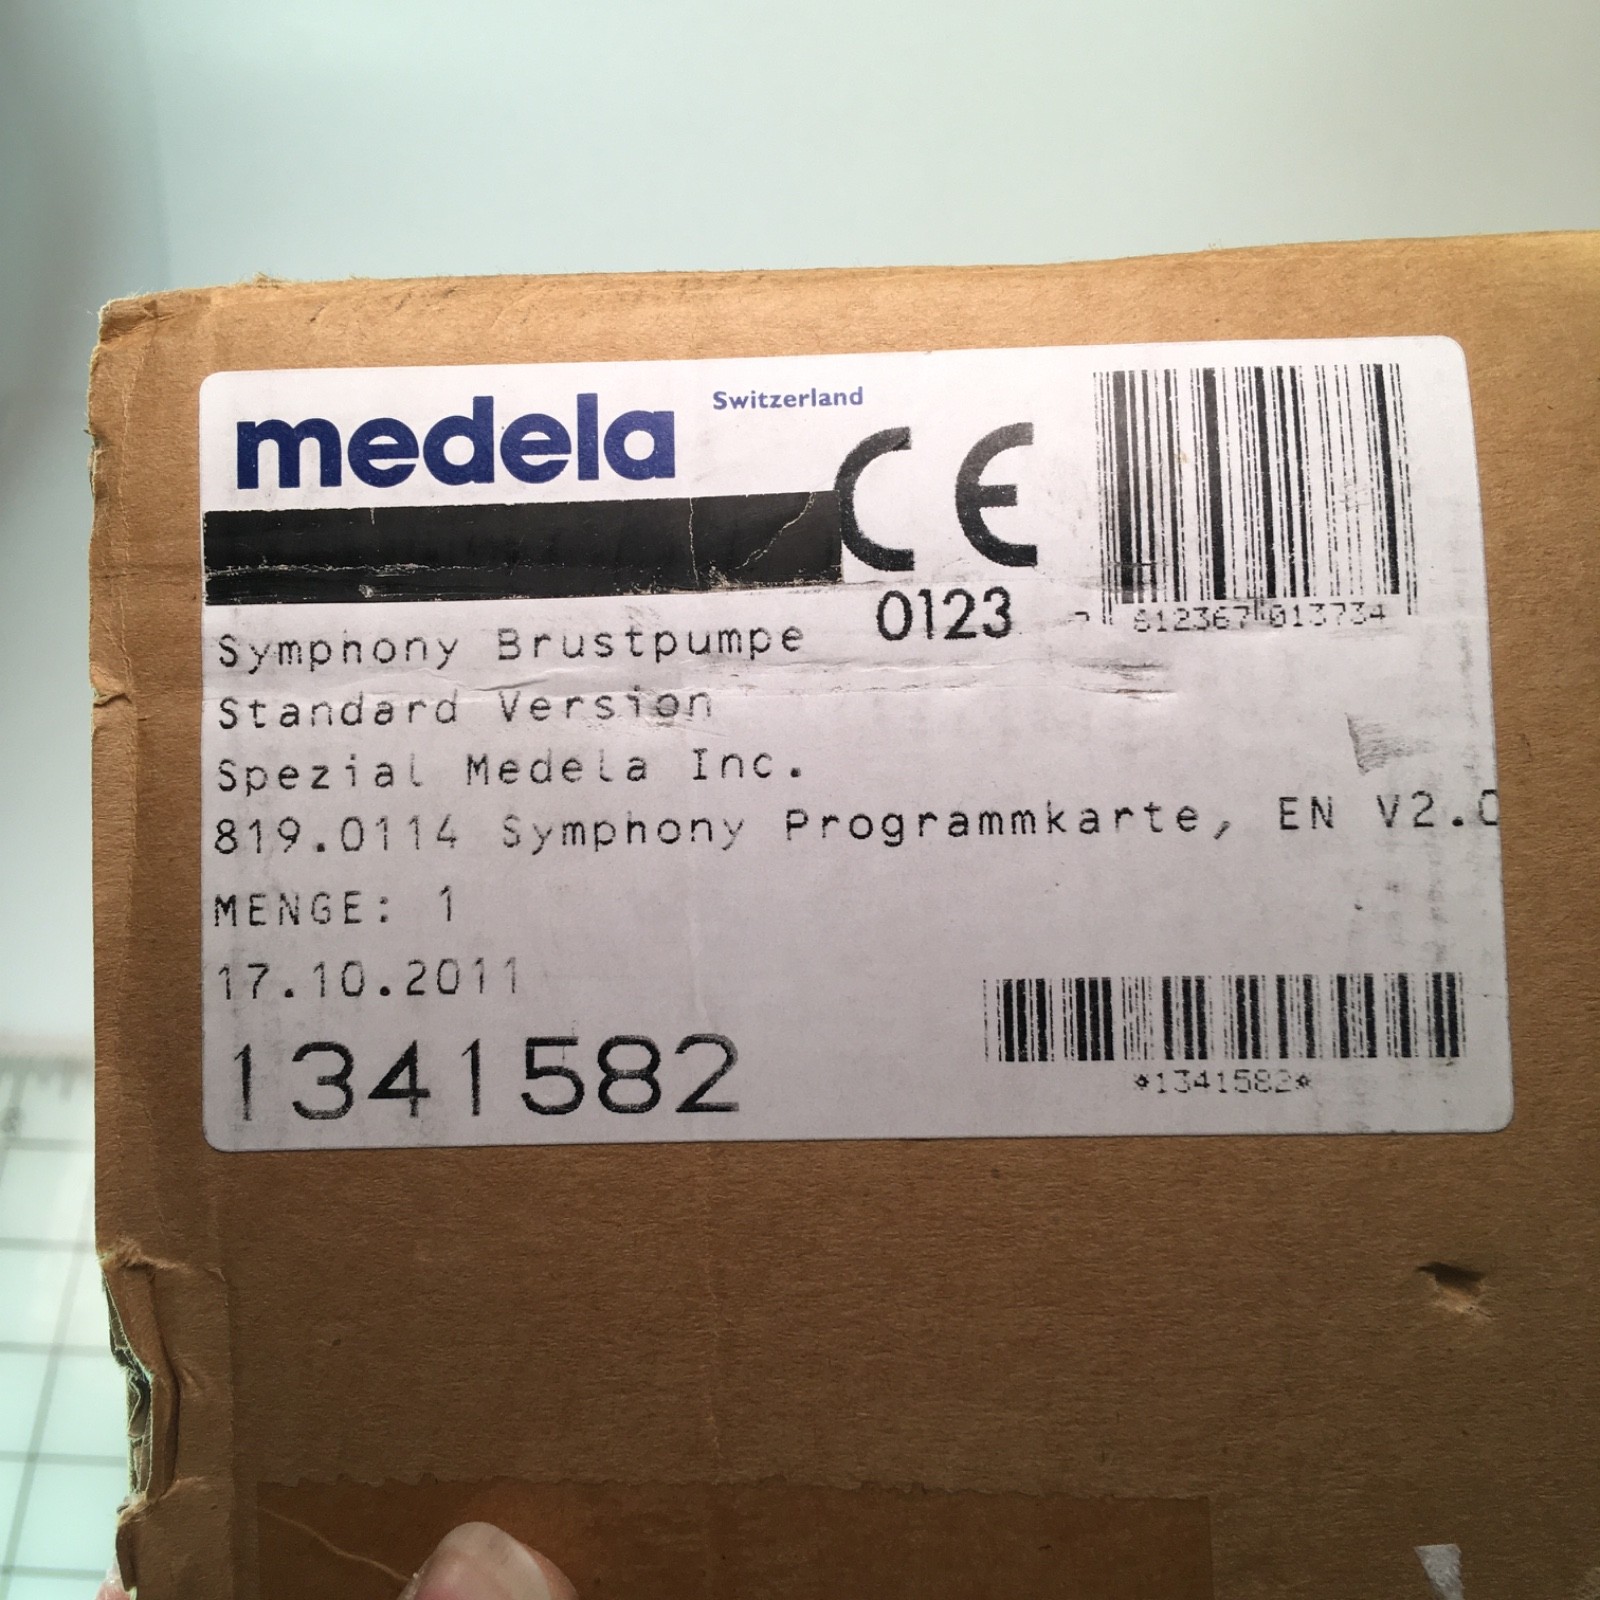 medela
Switzerland
CE
0123
612367 013734
Symphony Brustpumpe
Standard Version
Spezial Medela Inc.
819.0114 Symphony Programmkarte, EN V2.0
MENGE: 1
17.10.2011
1341582
*1341582*